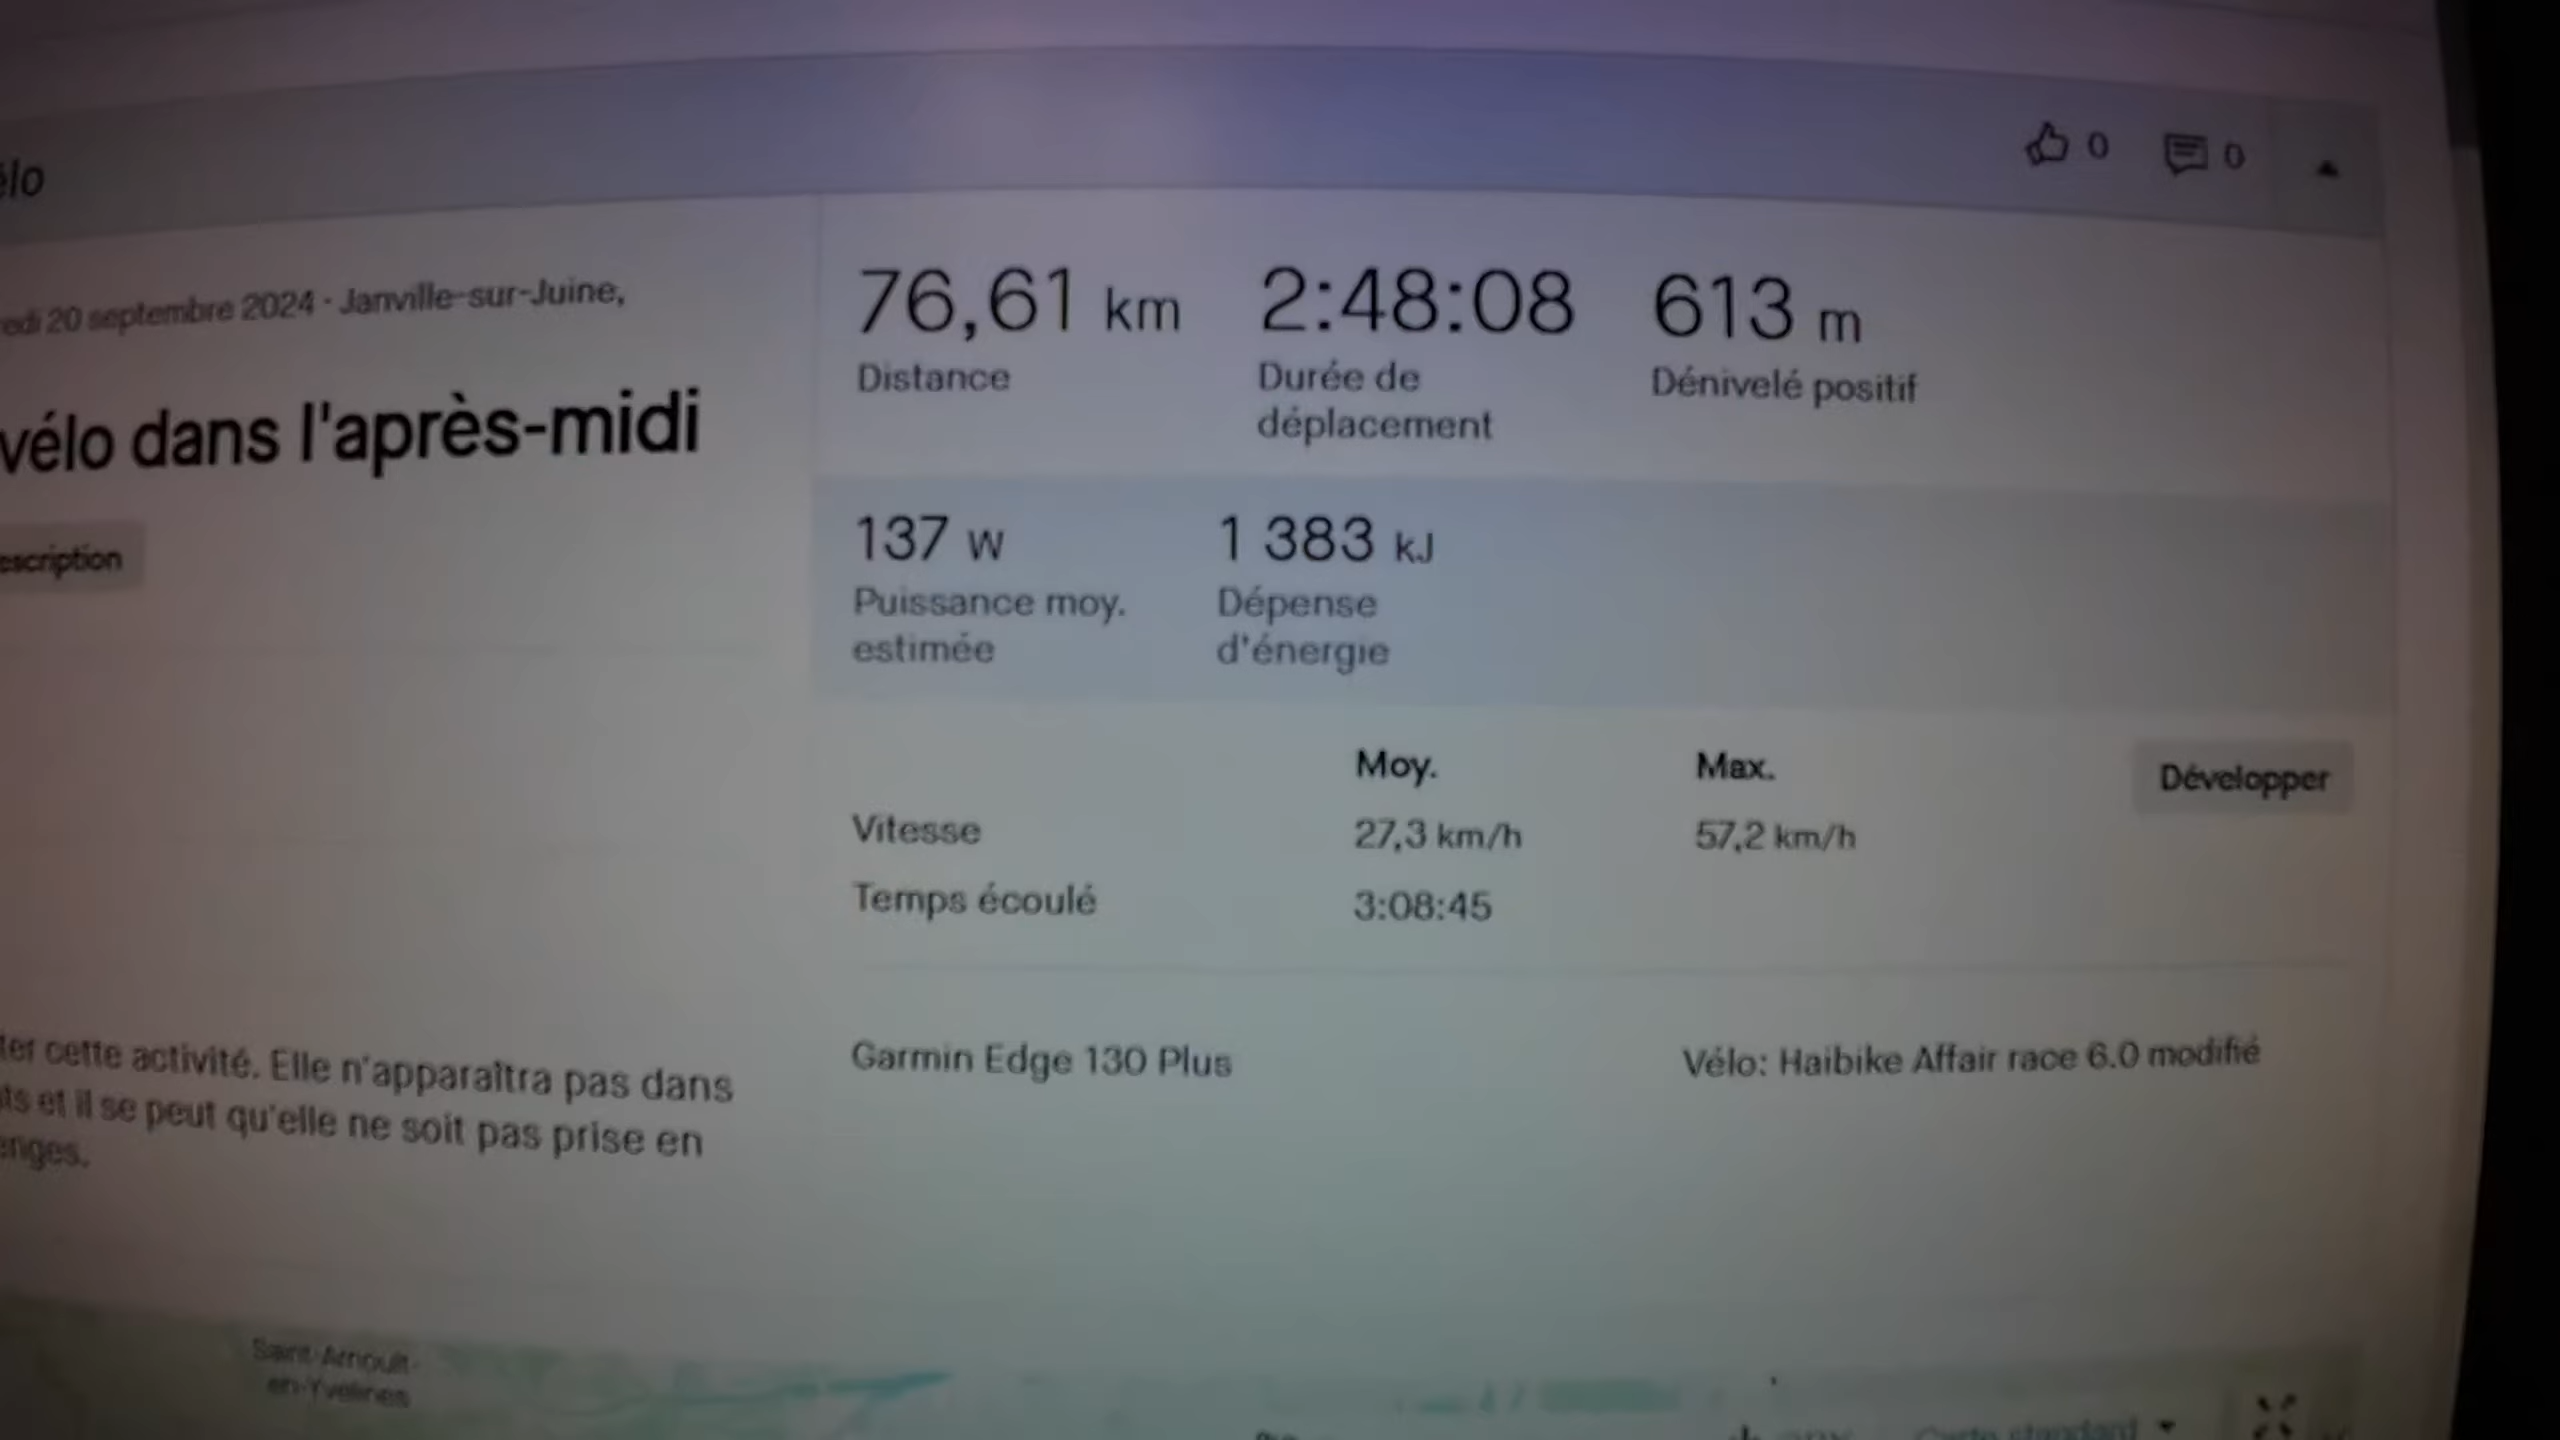 élo
0
0
edi 20 septembre 2024 · Janville-sur-Juine,
vélo dans l'après-midi
escription
76,61 km
Distance
2:48:08
Durée de
déplacement
613 m
Dénivelé positif
137 W
Puissance moy.
estimée
1 383 kJ
Dépense
d'énergie
Moy.
Max.
Développer
Vitesse
27,3 km/h
57,2 km/h
Temps écoulé
3:08:45
ter cette activité. Elle n'apparaîtra pas dans
ts et il se peut qu'elle ne soit pas prise en
enges.
Garmin Edge 130 Plus
Vélo: Haibike Affair race 6.0 modifié
Saint-Arnoult-
en-Yvelines
Carte standard